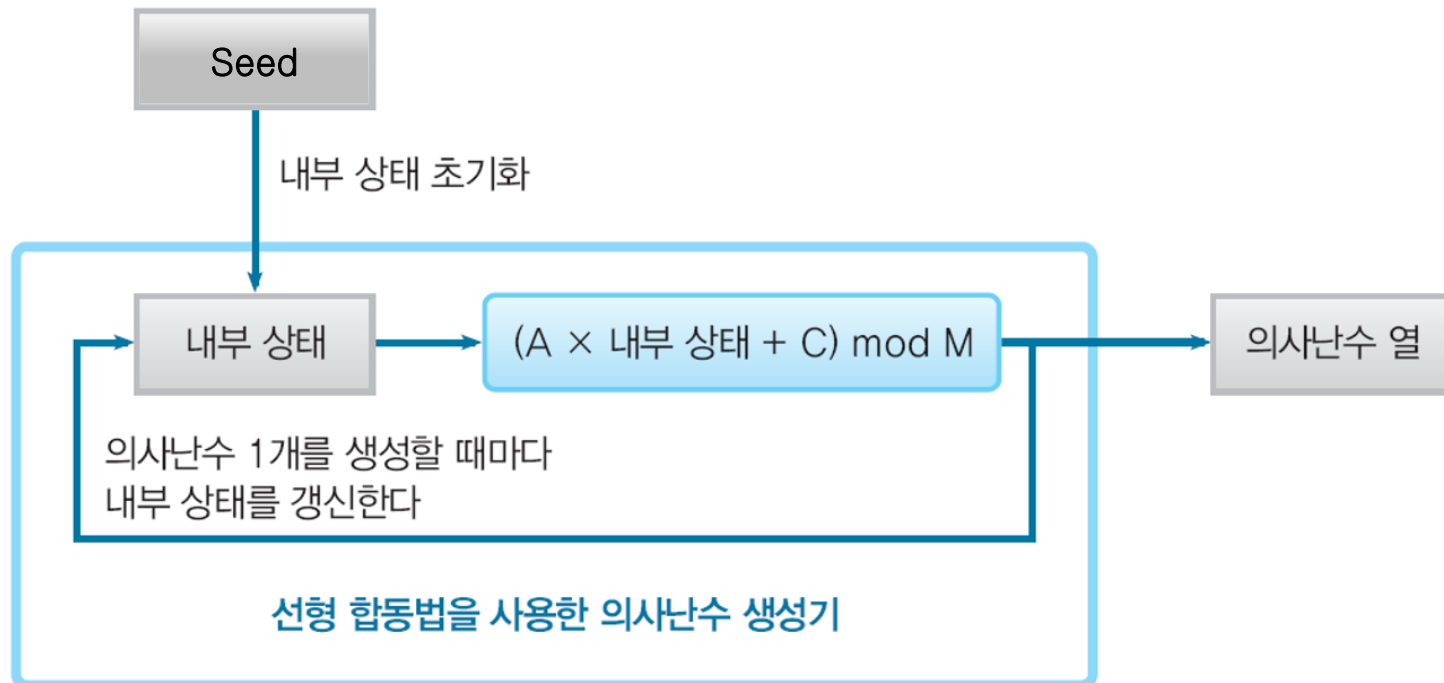 Seed
내부 상태 초기화
내부 상태
(A × 내부 상태 + C) mod M
의사난수 열
의사난수 1개를 생성할 때마다
내부 상태를 갱신한다
선형 합동법을 사용한 의사난수 생성기